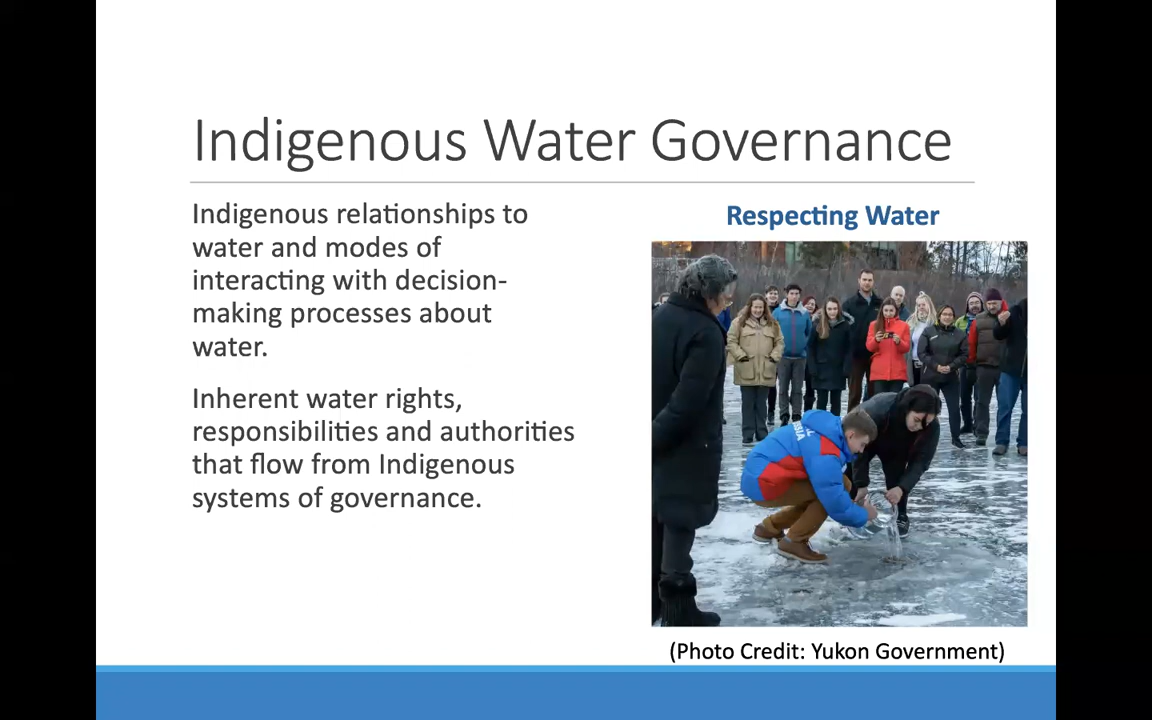 Indigenous Water Governance
Indigenous relationships to
water and modes of
interacting with decision-
making processes about
water.
Inherent water rights,
responsibilities and authorities
that flow from Indigenous
systems of governance.
Respecting Water
(Photo Credit: Yukon Government)